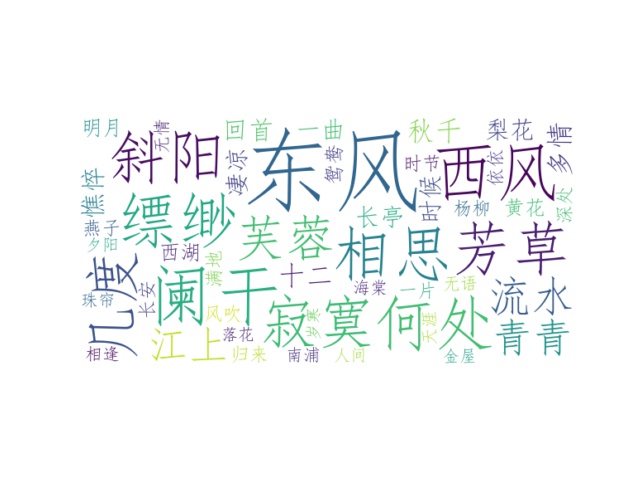 明月
无情
回首
一曲
秋千
梨花
多情
斜阳
凄凉
东风
鸳鸯
时候
西风
依依
憔悴
缥缈
芙蓉
长亭
杨柳
黄花
深处
燕子
夕阳
西湖
满地
相思
芳草
几度
阑干
十二
海棠
一片
无语
流水
珠帘
长安
风吹
岁寒
寂寞
何处
天涯
青青
相逢
江上
落花
归来
南浦
人间
金屋